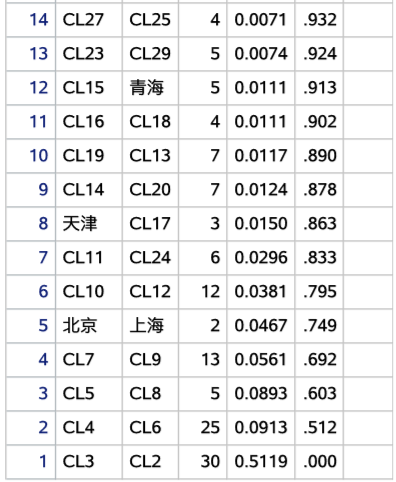 14 CL27 CL25 4 0.0071 .932
13 CL23 CL29 5 0.0074 .924
12 CL15 青海 5 0.0111 .913
11 CL16 CL18 4 0.0111 .902
10 CL19 CL13 7 0.0117 .890
9 CL14 CL20 7 0.0124 .878
8 天津 CL17 3 0.0150 .863
7 CL11 CL24 6 0.0296 .833
6 CL10 CL12 12 0.0381 .795
5 北京 上海 2 0.0467 .749
4 CL7 CL9 13 0.0561 .692
3 CL5 CL8 5 0.0893 .603
2 CL4 CL6 25 0.0913 .512
1 CL3 CL2 30 0.5119 .000